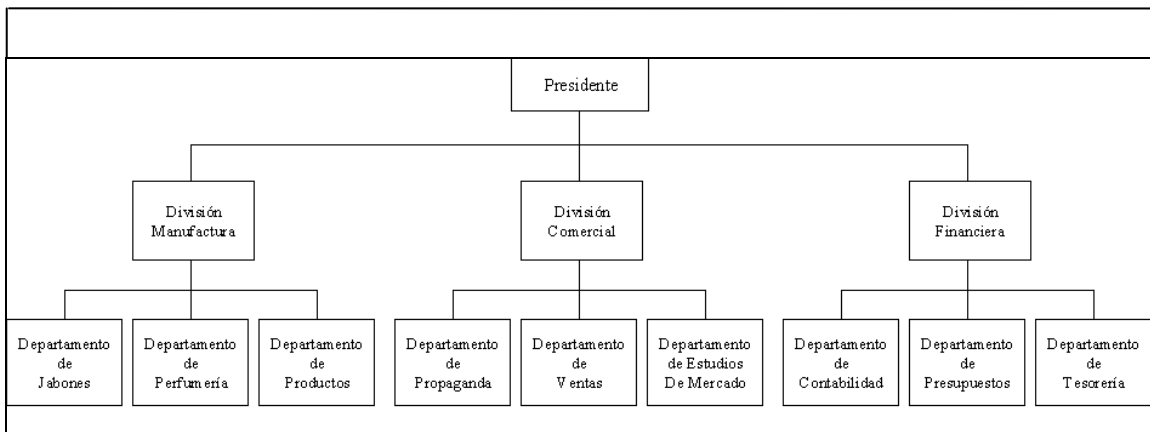 Presidente
División
Manufactura
División
Comercial
División
Financiera
Departamento
de
Jabones
Departamento
de
Perfumería
Departamento
de
Productos
Departamento
de
Propaganda
Departamento
de
Ventas
Departamento
de Estudios
De Mercado
Departamento
de
Contabilidad
Departamento
de
Presupuestos
Departamento
de
Tesorería